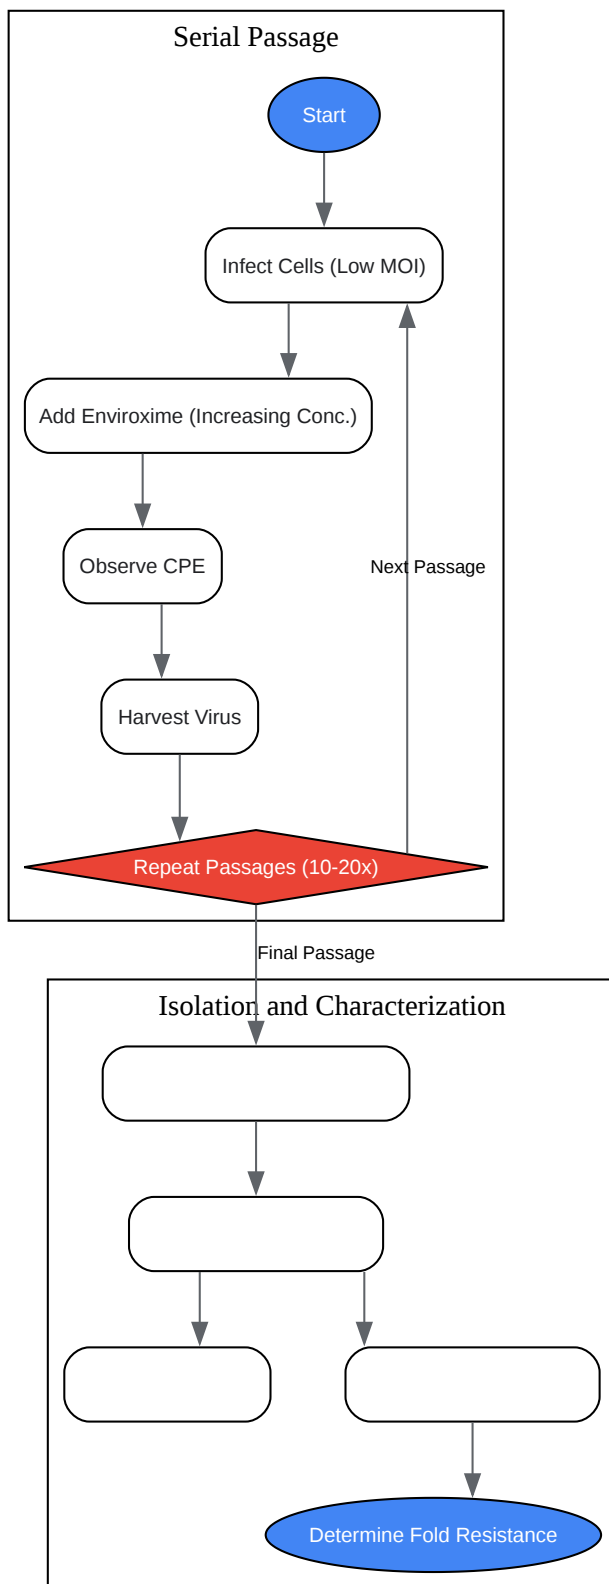 Serial Passage
Start
Infect Cells (Low MOI)
Add Enviroxime (Increasing Conc.)
Observe CPE
Next Passage
Harvest Virus
Repeat Passages (10-20x)
Final Passage
Isolation and Characterization
Determine Fold Resistance